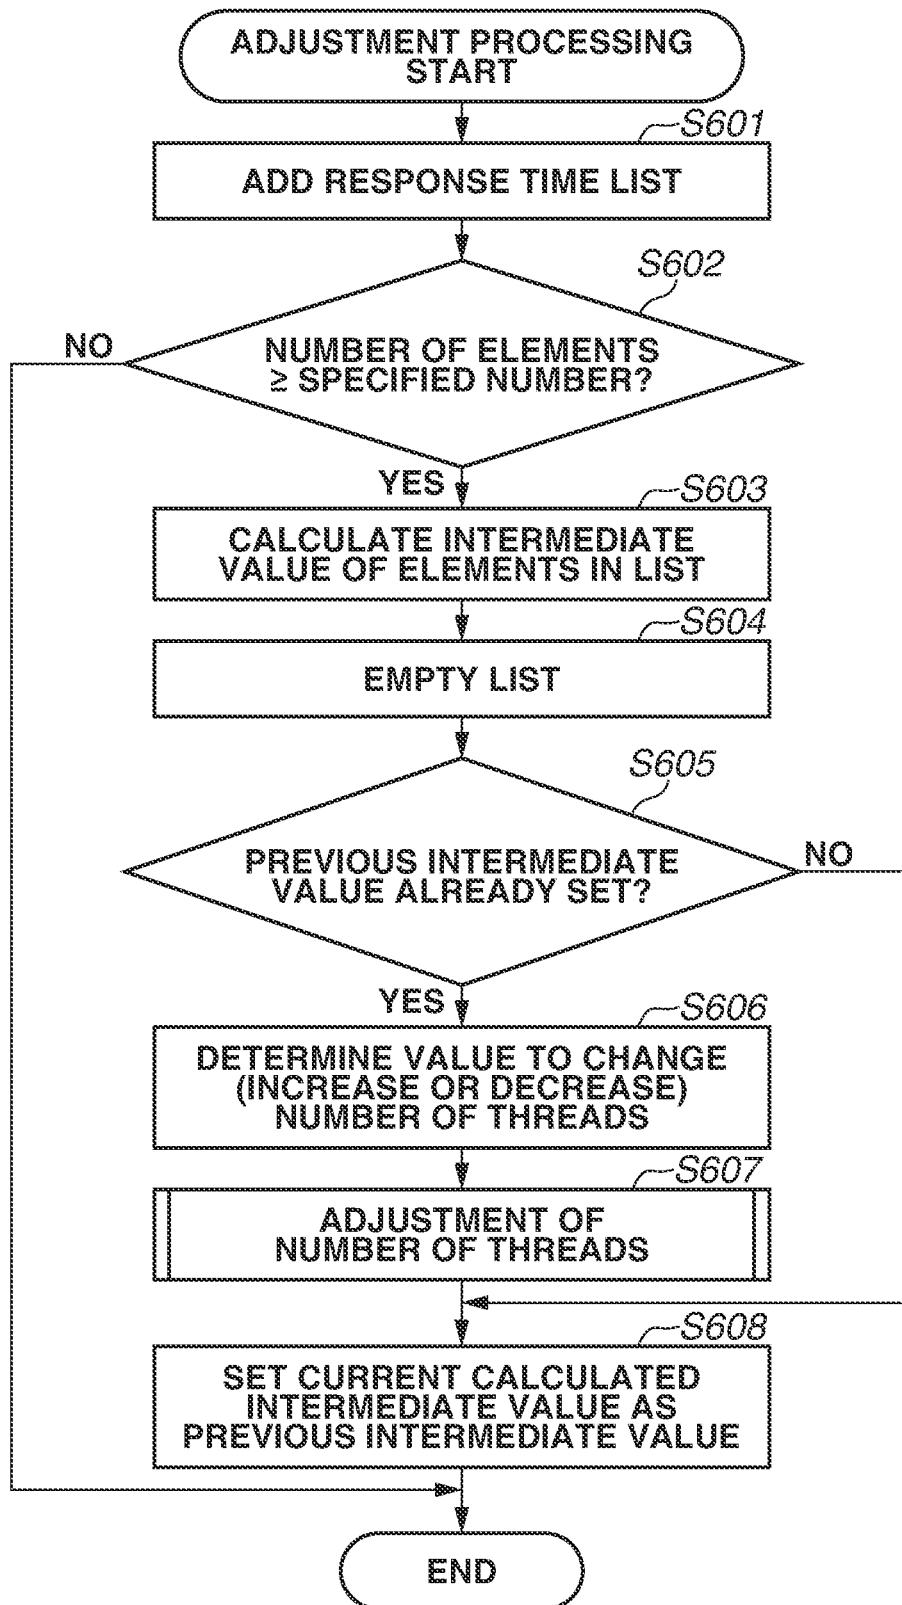 ADJUSTMENT PROCESSING
START
S601
ADD RESPONSE TIME LIST
S602
NO
NUMBER OF ELEMENTS
≥ SPECIFIED NUMBER?
YES
S603
CALCULATE INTERMEDIATE
VALUE OF ELEMENTS IN LIST
S604
EMPTY LIST
S605
PREVIOUS INTERMEDIATE
VALUE ALREADY SET?
NO
YES
S606
DETERMINE VALUE TO CHANGE
(INCREASE OR DECREASE)
NUMBER OF THREADS
S607
ADJUSTMENT OF
NUMBER OF THREADS
S608
SET CURRENT CALCULATED
INTERMEDIATE VALUE AS
PREVIOUS INTERMEDIATE VALUE
END